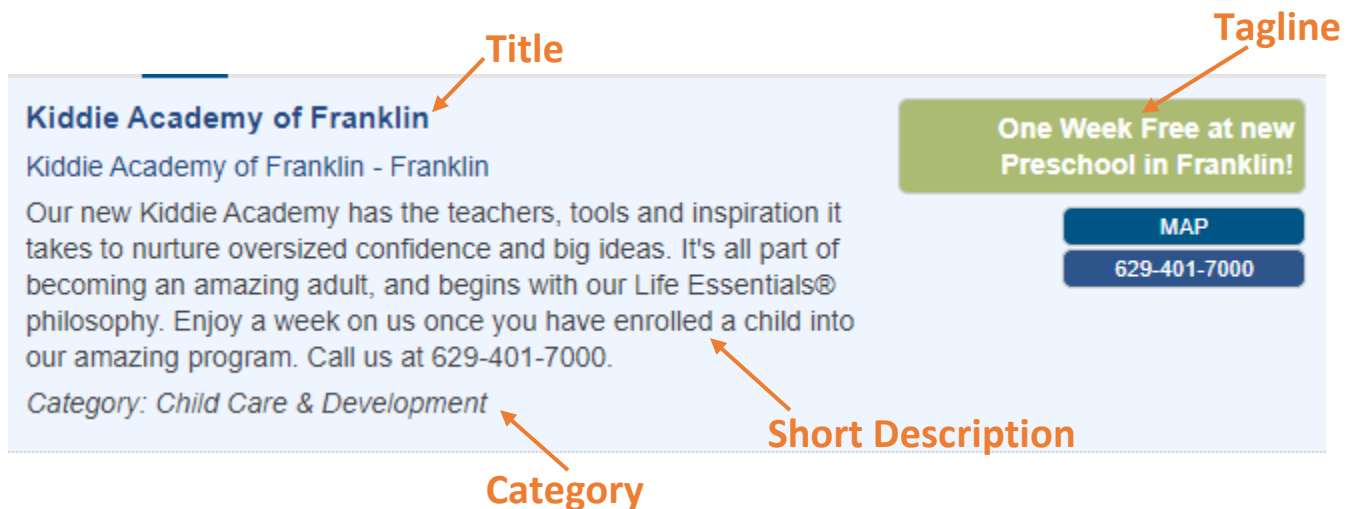 Title
Tagline
Kiddie Academy of Franklin
Kiddie Academy of Franklin - Franklin
Our new Kiddie Academy has the teachers, tools and inspiration it
takes to nurture oversized confidence and big ideas. It's all part of
becoming an amazing adult, and begins with our Life Essentials®
philosophy. Enjoy a week on us once you have enrolled a child into
our amazing program. Call us at 629-401-7000.
Category: Child Care & Development
One Week Free at new
Preschool in Franklin!
MAP
629-401-7000
Short Description
Category